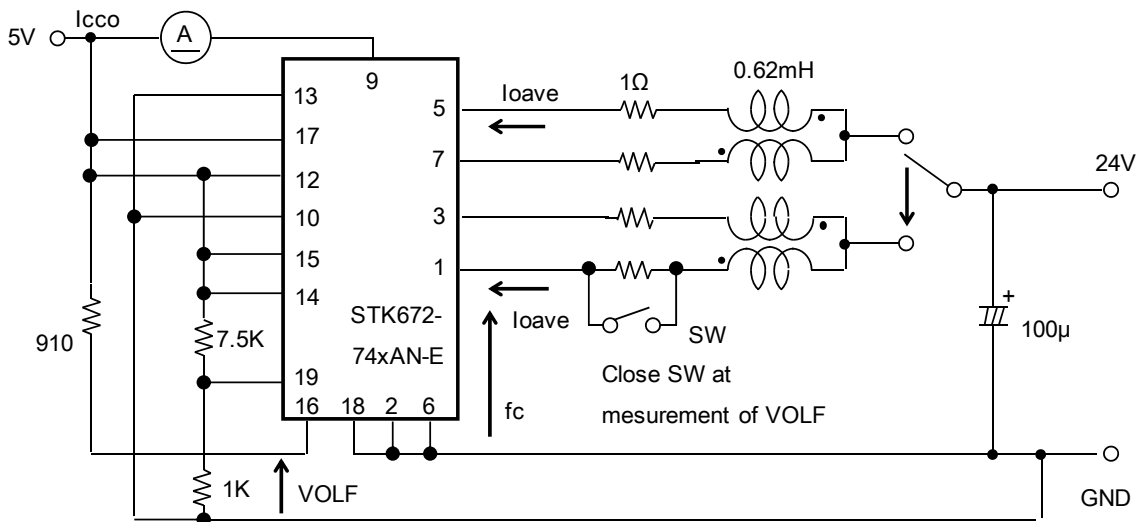 Icco
5V
A
0.62mH
1Ω
9
13
5
Ioave
17
7
24V
12
3
10
15
1
14
STK672-
Ioave
SW
100μ
+
910
7.5K
74xAN-E
Close SW at
19
mesurement of VOLF
16 18 2 6
fc
1K
VOLF
GND